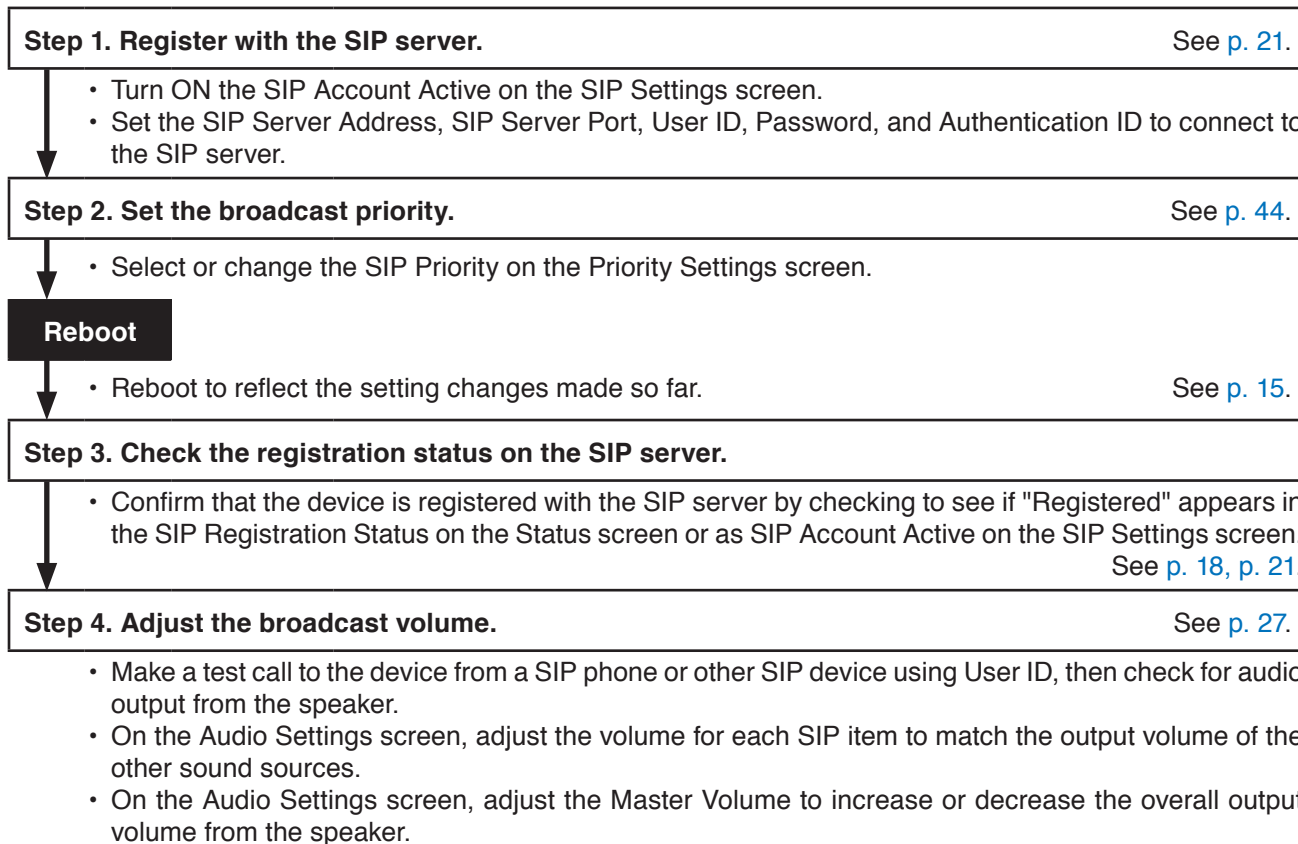 Step 1. Register with the SIP server. See p. 21.
• Turn ON the SIP Account Active on the SIP Settings screen.
• Set the SIP Server Address, SIP Server Port, User ID, Password, and Authentication ID to connect to
the SIP server.
Step 2. Set the broadcast priority. See p. 44.
• Select or change the SIP Priority on the Priority Settings screen.
Reboot
• Reboot to reflect the setting changes made so far. See p. 15.
Step 3. Check the registration status on the SIP server.
• Confirm that the device is registered with the SIP server by checking to see if "Registered" appears in
the SIP Registration Status on the Status screen or as SIP Account Active on the SIP Settings screen.
See p. 18, p. 21.
Step 4. Adjust the broadcast volume. See p. 27.
• Make a test call to the device from a SIP phone or other SIP device using User ID, then check for audio
output from the speaker.
• On the Audio Settings screen, adjust the volume for each SIP item to match the output volume of the
other sound sources.
• On the Audio Settings screen, adjust the Master Volume to increase or decrease the overall output
volume from the speaker.